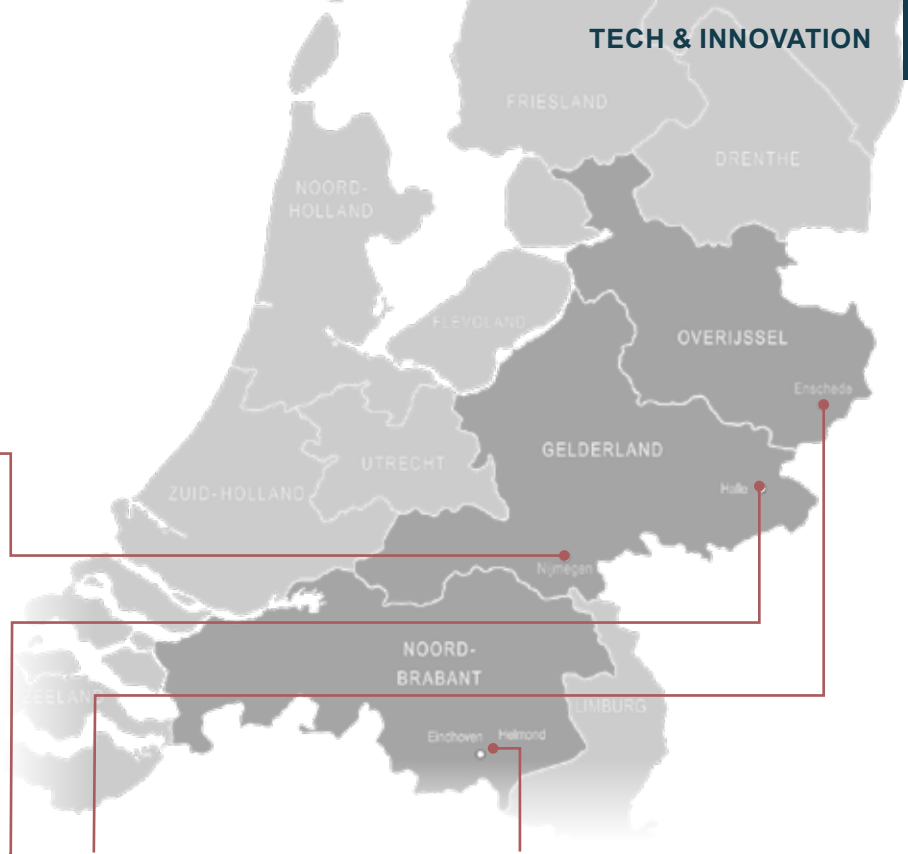 TECH & INNOVATION
FRIESLAND
DRENTHE
NOORD-
HOLLAND
FLEVOLAND
OVERIJSSEL
Enschede
GELDERLAND
UTRECHT
ZUID-HOLLAND
Halle
Nijmegen
NOORD-
BRABANT
ZEELAND
LIMBURG
Eindhoven
Helmond